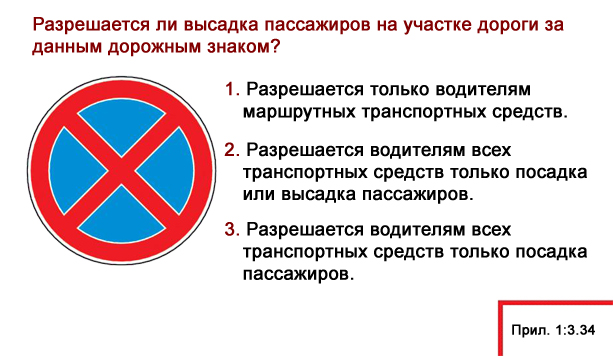 Разрешается ли высадка пассажиров на участке дороги за
данным дорожным знаком?
1. Разрешается только водителям
маршрутных транспортных средств.
2. Разрешается водителям всех
транспортных средств только посадка
или высадка пассажиров.
3. Разрешается водителям всех
транспортных средств только посадка
пассажиров.
Прил. 1:3.34